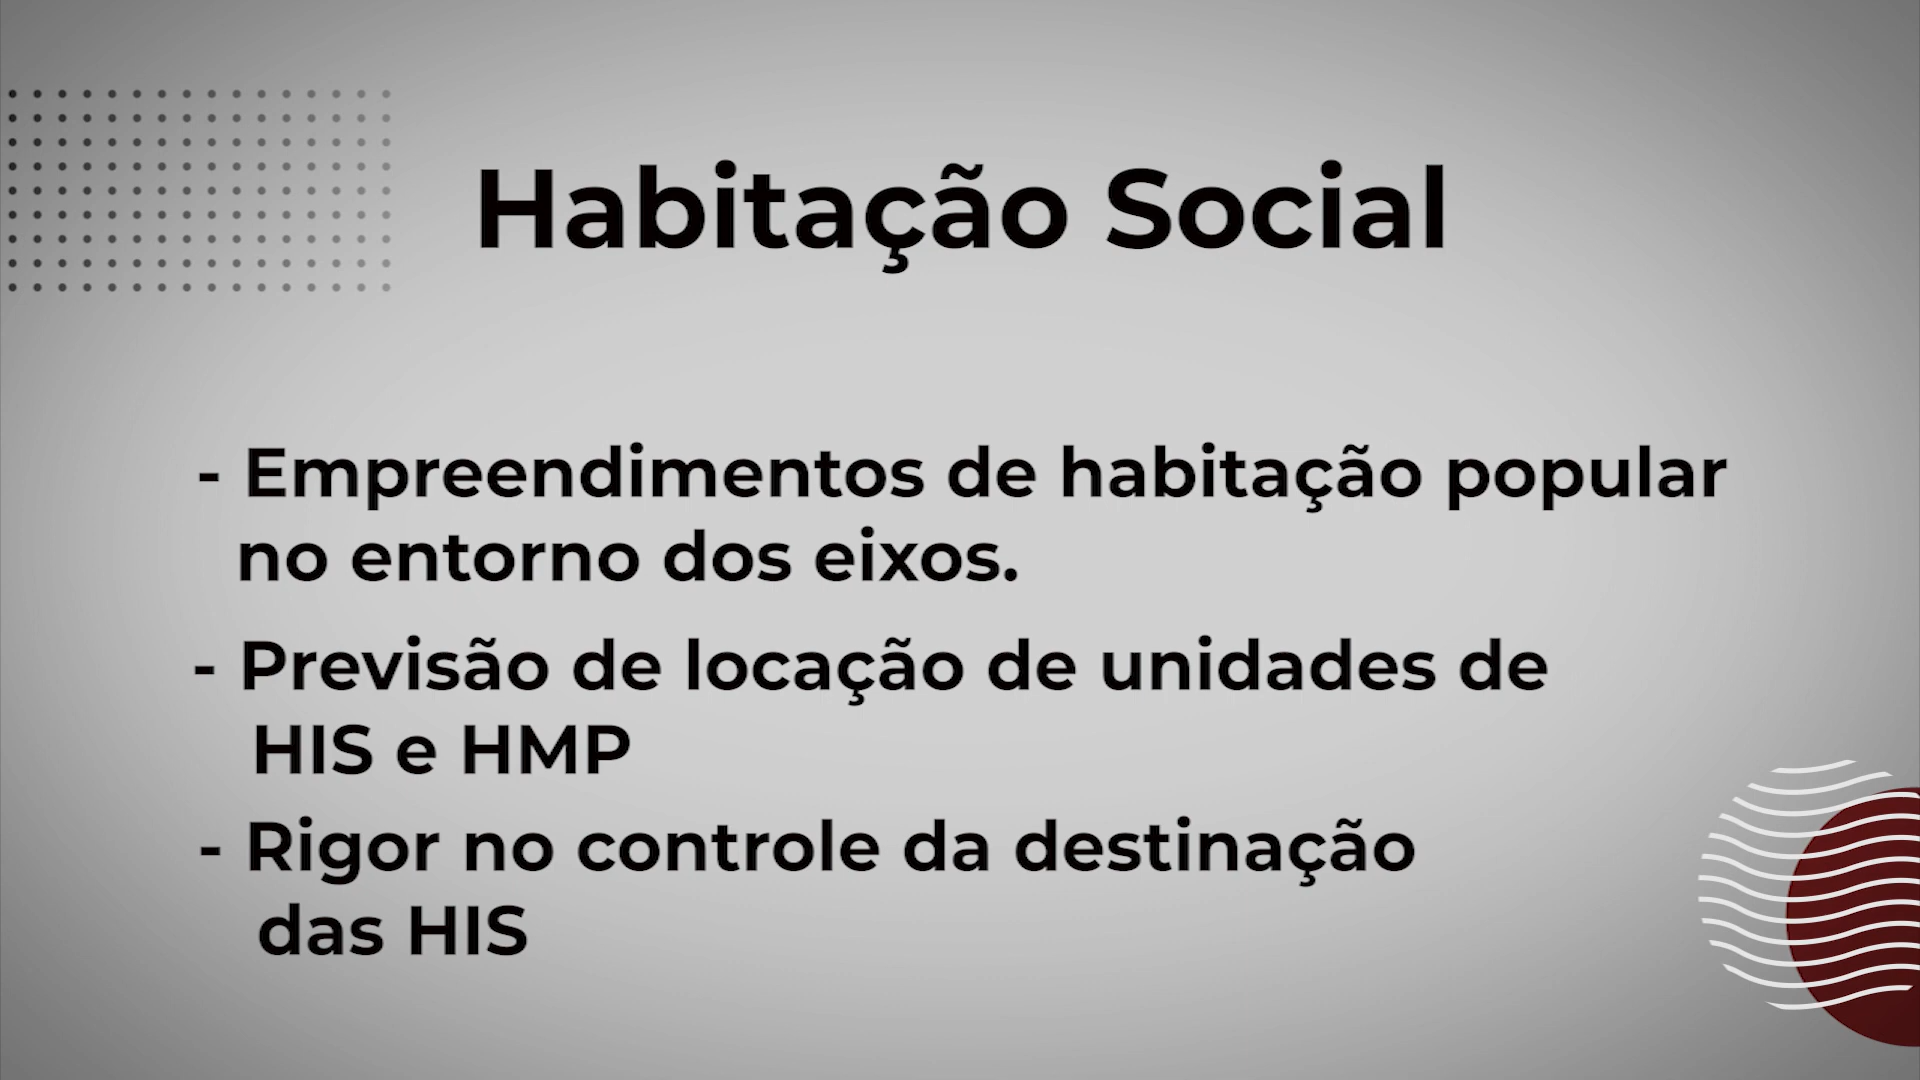 Habitação Social
- Empreendimentos de habitação popular
no entorno dos eixos.
- Previsão de locação de unidades de
HIS e HMP
- Rigor no controle da destinação
das HIS